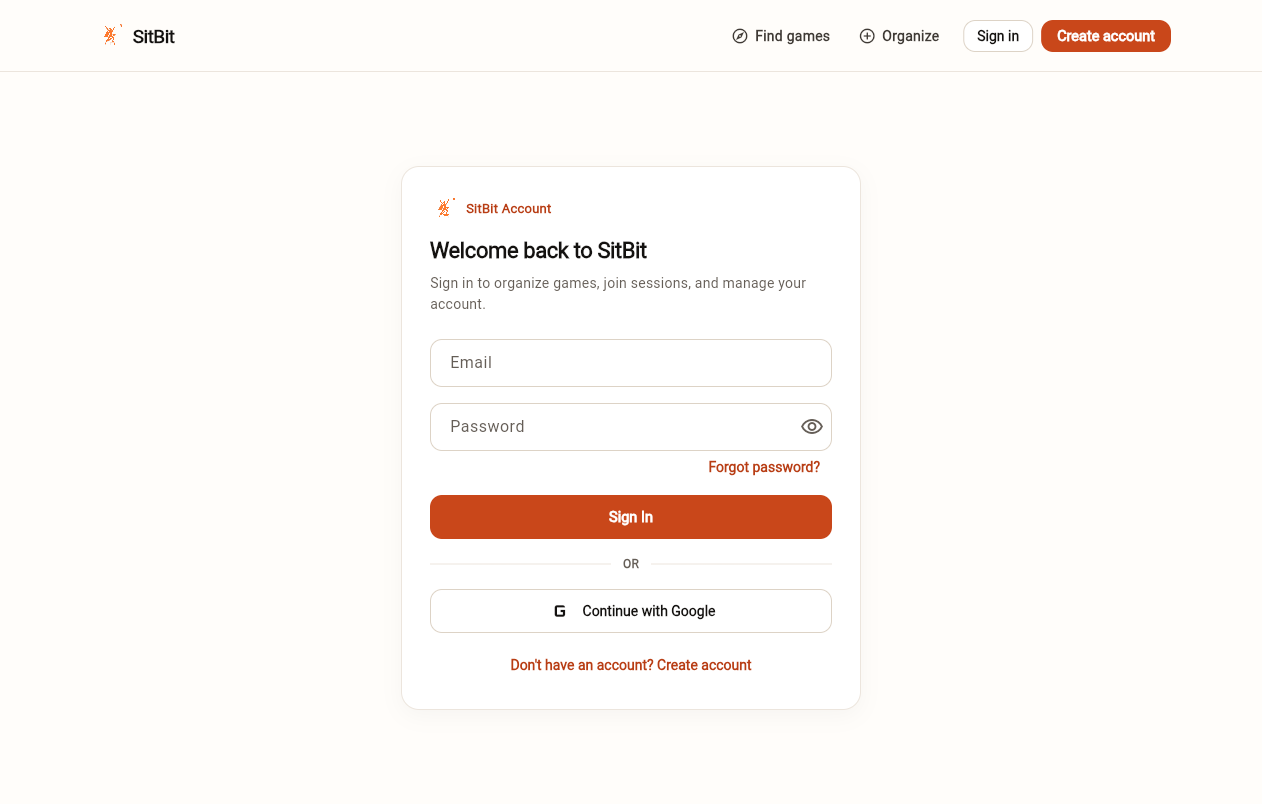 SitBit
Find games
Organize
Sign in
Create account
SitBit Account
Welcome back to SitBit
Sign in to organize games, join sessions, and manage your
account.
Email
Password
Forgot password?
Sign In
OR
G Continue with Google
Don't have an account? Create account